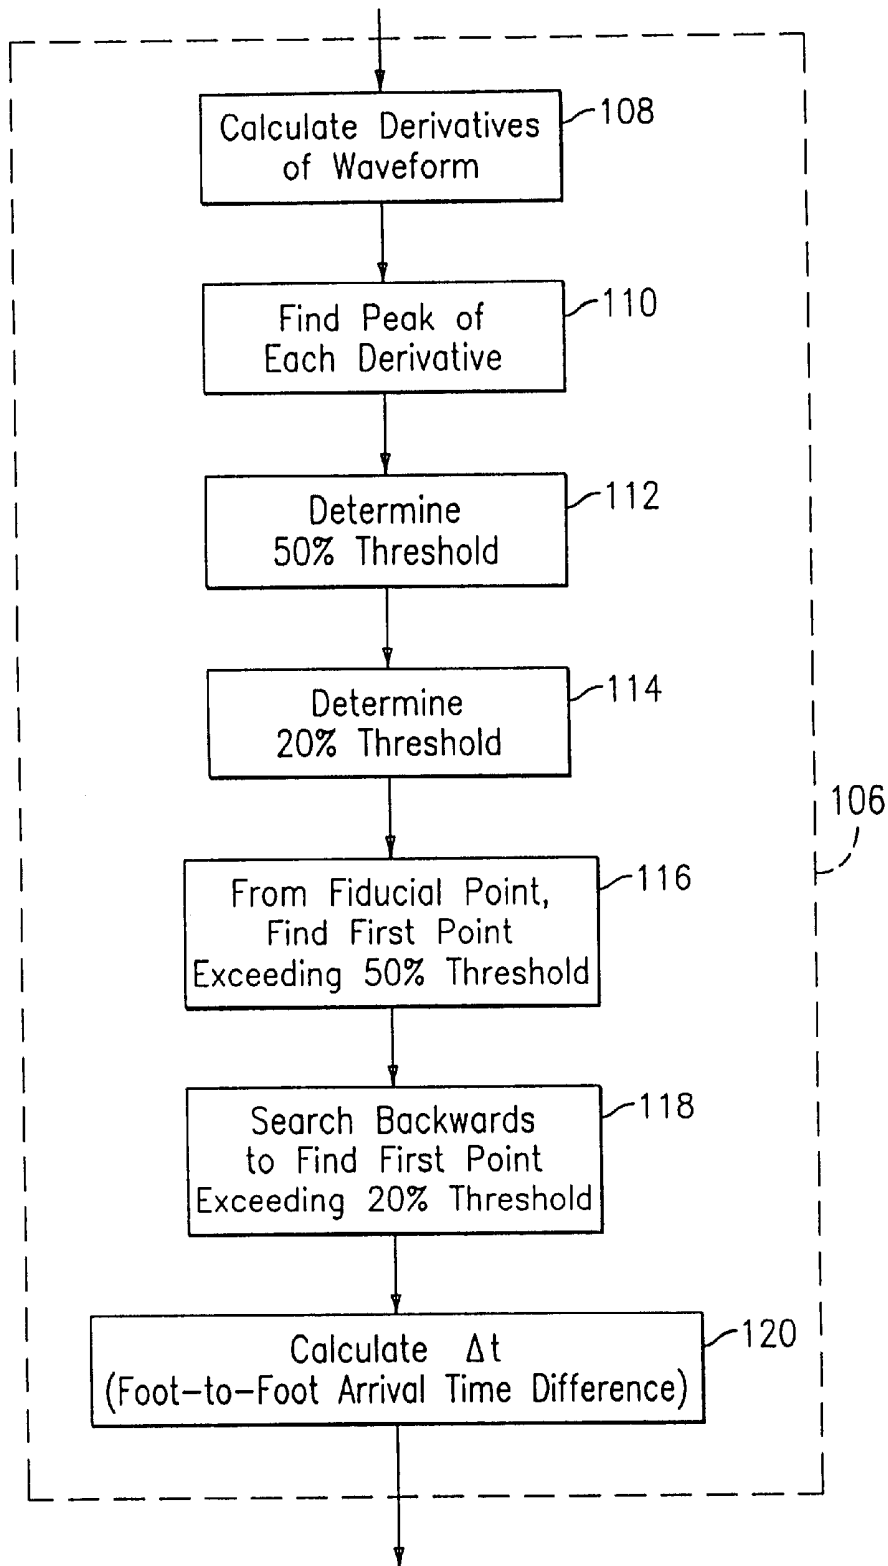 Calculate Derivatives
of Waveform
108
Find Peak of
Each Derivative
110
Determine
50% Threshold
112
Determine
20% Threshold
114
106
From Fiducial Point,
Find First Point
Exceeding 50% Threshold
116
Search Backwards
to Find First Point
Exceeding 20% Threshold
118
Calculate Δt
(Foot-to-Foot Arrival Time Difference)
120